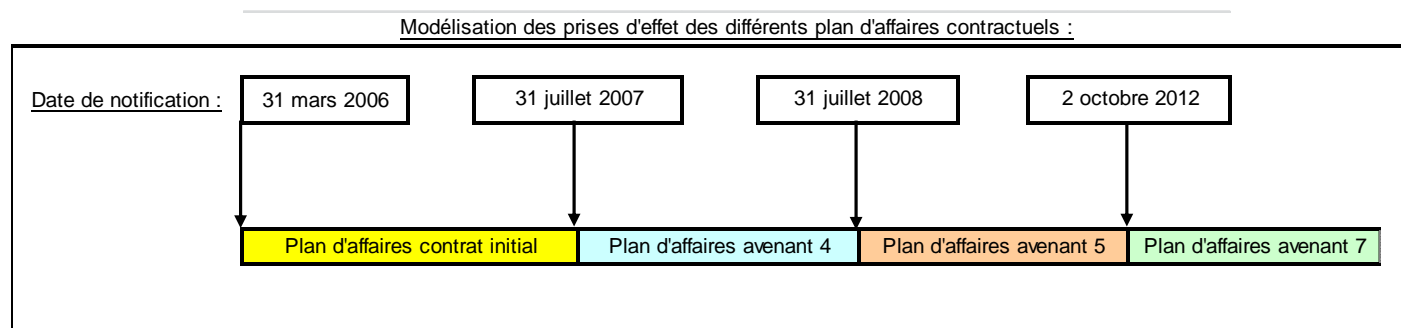 Modélisation des prises d'effet des différents plan d'affaires contractuels :
Date de notification : 31 mars 2006 31 juillet 2007 31 juillet 2008 2 octobre 2012
Plan d'affaires contrat initial Plan d'affaires avenant 4 Plan d'affaires avenant 5 Plan d'affaires avenant 7